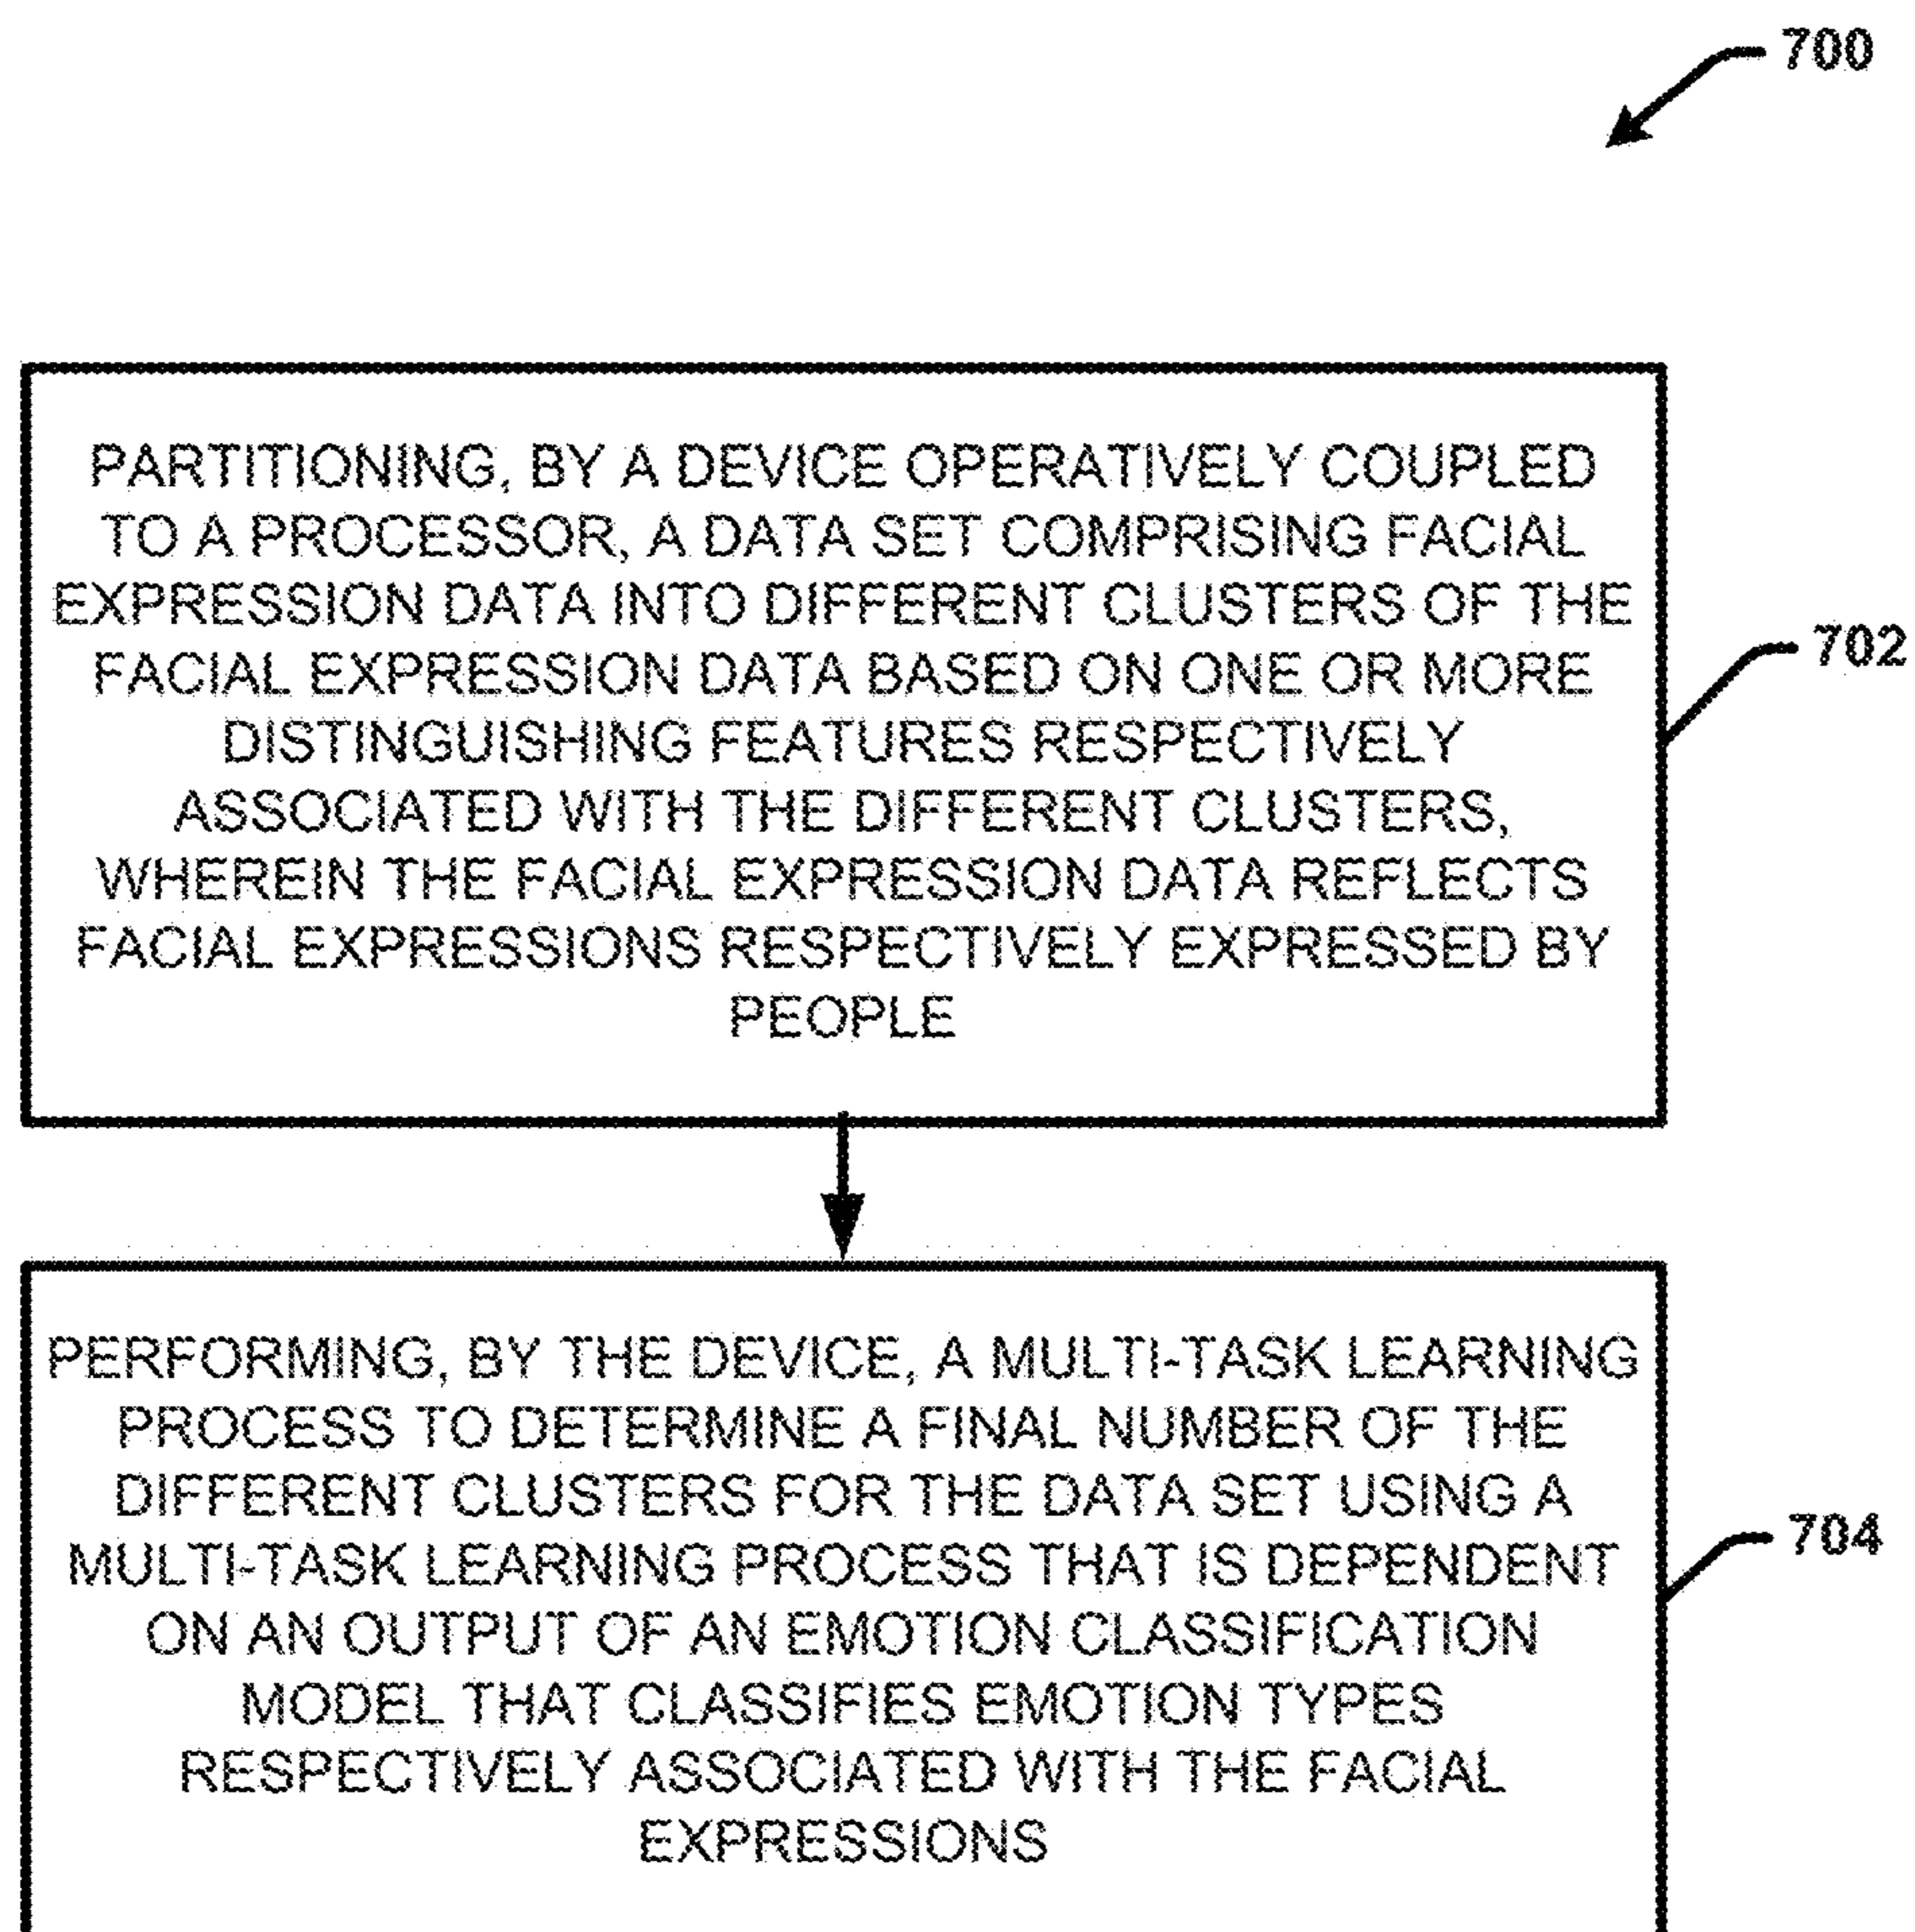 700
PARTITIONING, BY A DEVICE OPERATIVELY COUPLED
TO A PROCESSOR, A DATA SET COMPRISING FACIAL
EXPRESSION DATA INTO DIFFERENT CLUSTERS OF THE
FACIAL EXPRESSION DATA BASED ON ONE OR MORE
DISTINGUISHING FEATURES RESPECTIVELY
ASSOCIATED WITH THE DIFFERENT CLUSTERS,
WHEREIN THE FACIAL EXPRESSION DATA REFLECTS
FACIAL EXPRESSIONS RESPECTIVELY EXPRESSED BY
PEOPLE
702
PERFORMING, BY THE DEVICE, A MULTI-TASK LEARNING
PROCESS TO DETERMINE A FINAL NUMBER OF THE
DIFFERENT CLUSTERS FOR THE DATA SET USING A
MULTI-TASK LEARNING PROCESS THAT IS DEPENDENT
ON AN OUTPUT OF AN EMOTION CLASSIFICATION
MODEL THAT CLASSIFIES EMOTION TYPES
RESPECTIVELY ASSOCIATED WITH THE FACIAL
EXPRESSIONS
704